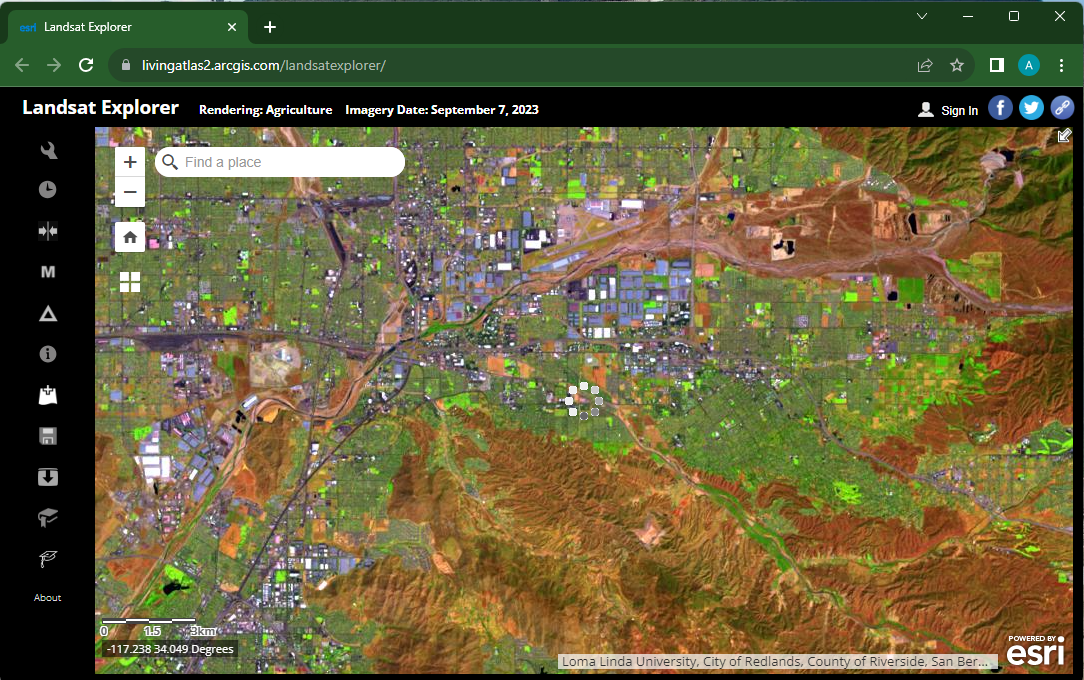 esri Landsat Explorer
livingatlas2.arcgis.com/landsatexplorer/
A
Landsat Explorer
Rendering: Agriculture Imagery Date: September 7, 2023
Sign In
+
Find a place
−
M
About
0 1.5 3km
-117.238 34.049 Degrees
Loma Linda University, City of Redlands, County of Riverside, San Ber...
POWERED BY
esri